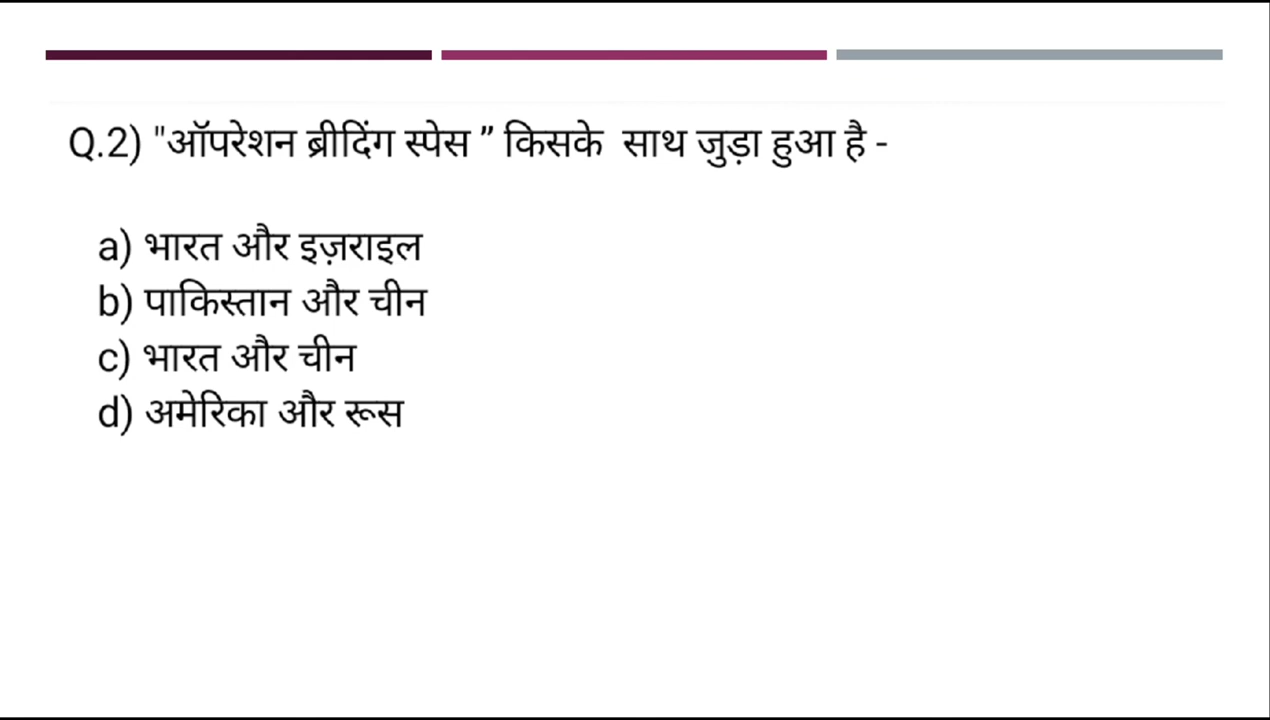 Q.2) "ऑपरेशन ब्रीदिंग स्पेस ” किसके साथ जुड़ा हुआ है -
a) भारत और इज़राइल
b) पाकिस्तान और चीन
c) भारत और चीन
d) अमेरिका और रूस